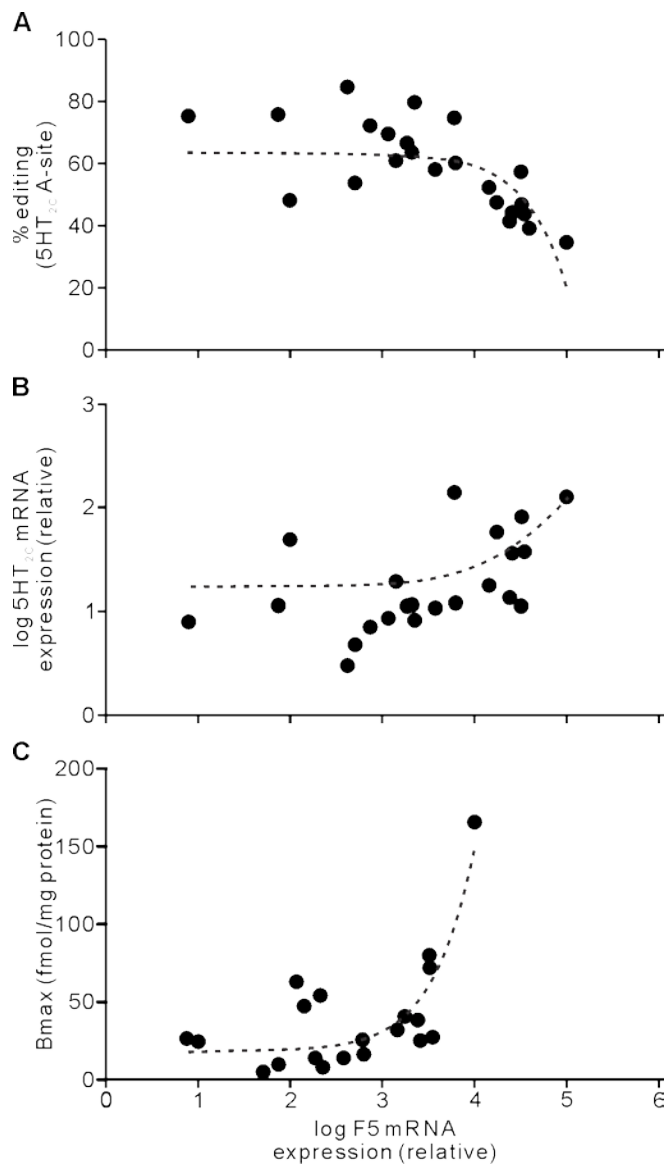 A
100
80
60
40
20
0
% editing
(5HT2C A-site)
B
3
2
1
0
log 5HT2C mRNA
expression (relative)
C
200
150
100
50
0
Bmax (fmol/mg protein)
0 1 2 3 4 5 6
log F5 mRNA
expression (relative)